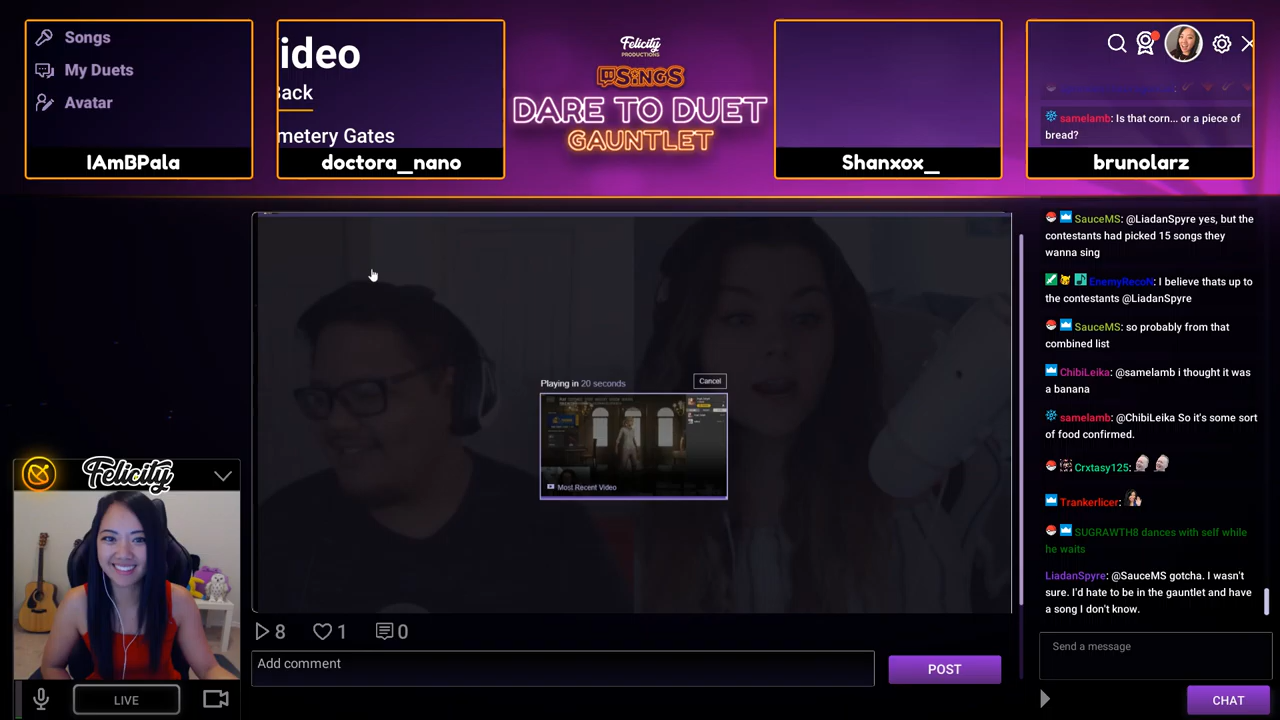 Songs
My Duets
Avatar
IAmBPala
ideo
Back
metery Gates
doctora__nano
Felicity
PRODUCTIONS
SINGS
DARE TO DUET
GAUNTLET
Shanxox_
samelamb: Is that corn... or a piece of
bread?
brunolarz
SauceMS: @LiadanSpyre yes, but the
contestants had picked 15 songs they
wanna sing
EnemyRecoN: I believe thats up to
the contestants @LiadanSpyre
SauceMS: so probably from that
combined list
ChibiLeika: @samelamb i thought it was
a banana
samelamb: @ChibiLeika So it's some sort
of food confirmed.
Crxtasy125:
Trankerlicer:
SUGRAWTH8 dances with self while
he waits
LiadanSpyre: @SauceMS gotcha. I wasn't
sure. I'd hate to be in the gauntlet and have
a song I don't know.
Send a message
CHAT
Playing in 20 seconds
Cancel
Most Recent Video
8
1
0
Add comment
POST
Felicity
LIVE